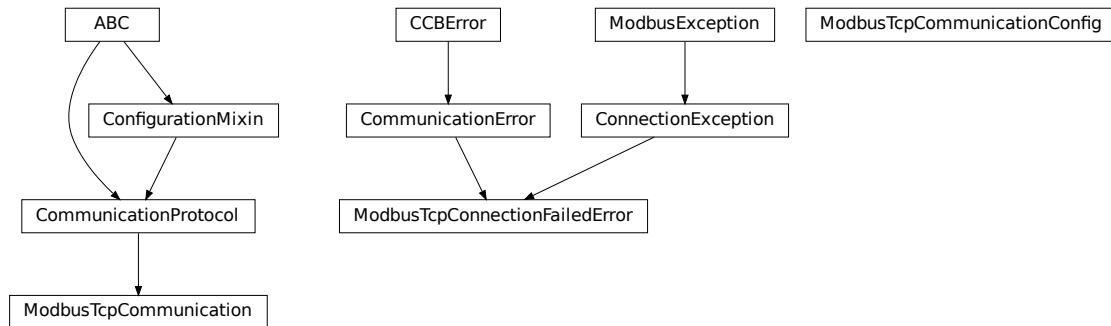 ABC
CCBError
ModbusException
ModbusTcpCommunicationConfig
ConfigurationMixin
CommunicationError
ConnectionException
CommunicationProtocol
ModbusTcpConnectionFailedError
ModbusTcpCommunication